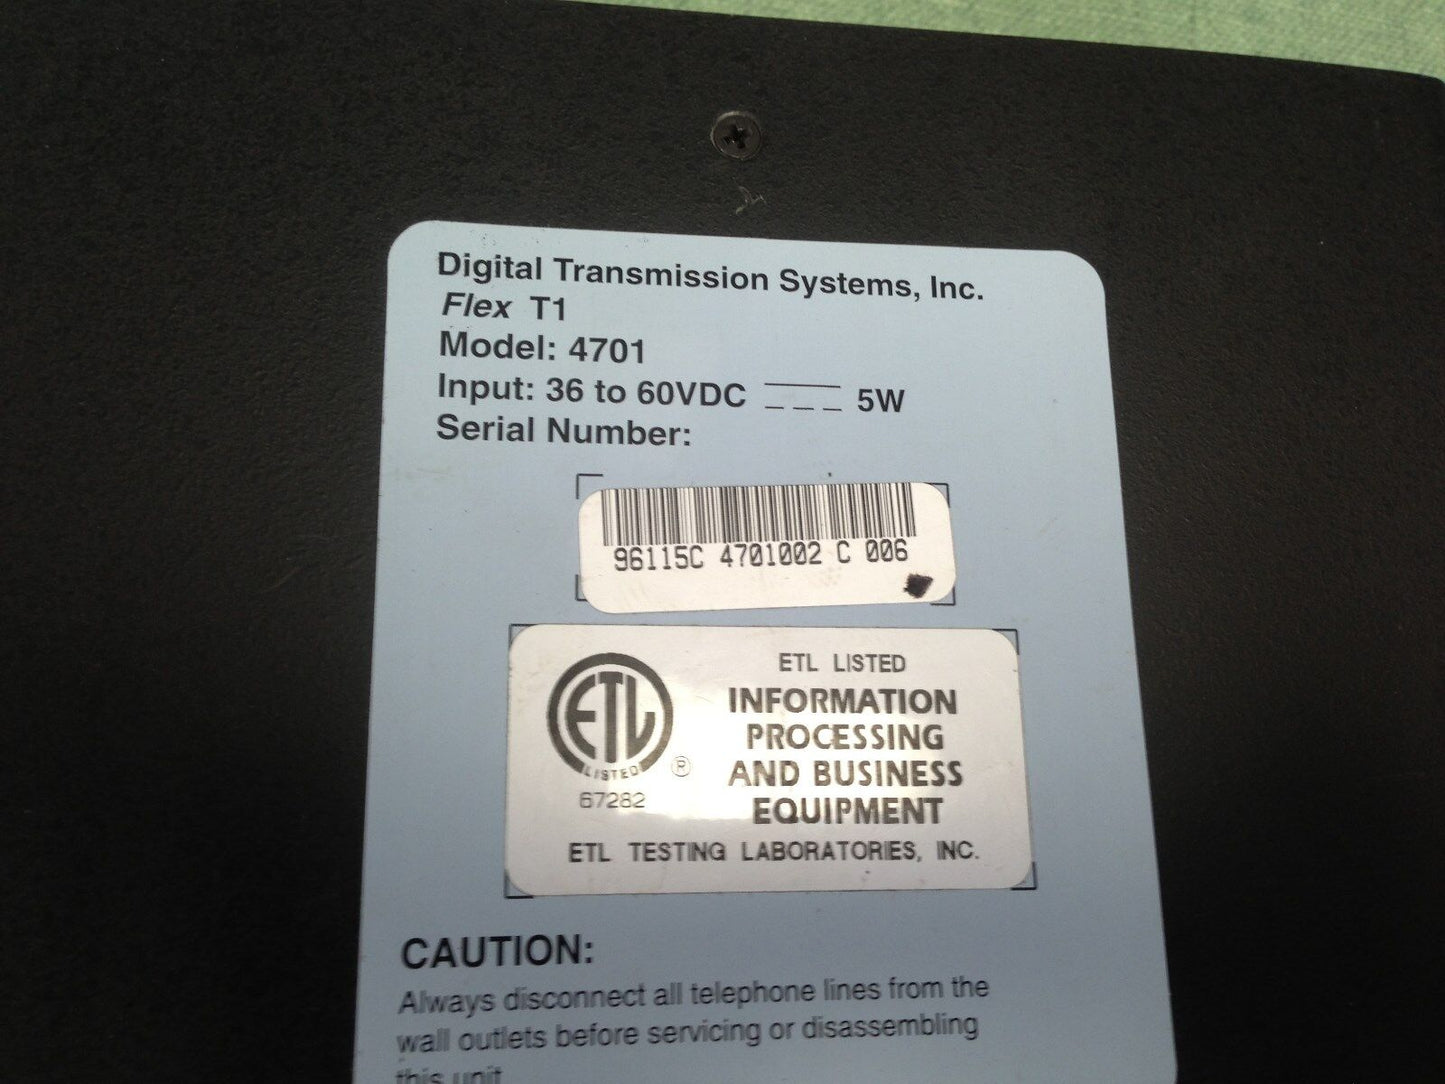 Digital Transmission Systems, Inc.
Flex T1
Model: 4701
Input: 36 to 60VDC 5W
Serial Number:
96115C 4701002 C 006
ETL LISTED
INFORMATION
PROCESSING
AND BUSINESS
EQUIPMENT
ETL
LISTED
®
67282
ETL TESTING LABORATORIES, INC.
CAUTION:
Always disconnect all telephone lines from the
wall outlets before servicing or disassembling
this unit